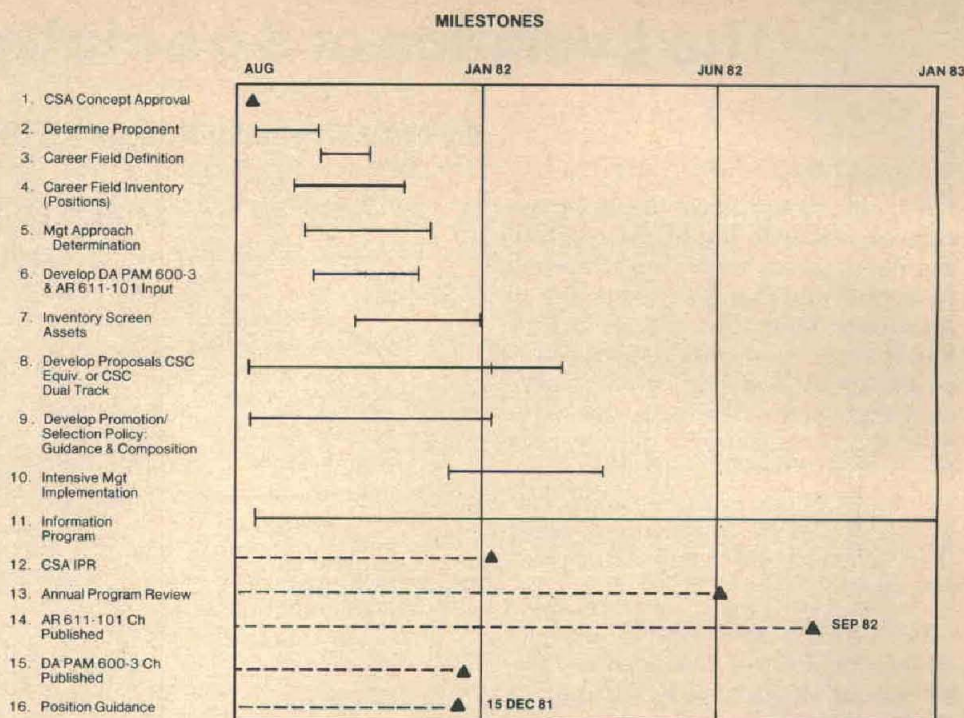 MILESTONES
AUG JAN 82 JUN 82 JAN 83
1. CSA Concept Approval
2. Determine Proponent
3. Career Field Definition
4. Career Field Inventory
(Positions)
5. Mgt Approach
Determination
6. Develop DA PAM 600-3
& AR 611-101 Input
7. Inventory Screen
Assets
8. Develop Proposals CSC
Equiv. or CSC
Dual Track
9. Develop Promotion/
Selection Policy:
Guidance & Composition
10. Intensive Mgt
Implementation
11. Information
Program
12. CSA IPR
13. Annual Program Review
14. AR 611-101 Ch
Published
SEP 82
15. DA PAM 600-3 Ch
Published
16. Position Guidance
15 DEC 81